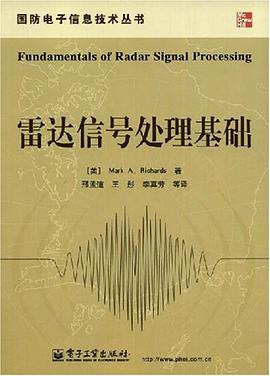 国防电子信息技术丛书
Fundamentals of Radar Signal Processing
雷达信号处理基础
[美] Mark A. Richards 著
邢孟道 王彤 李真芳 等译
电子工业出版社
http://www.phei.com.cn